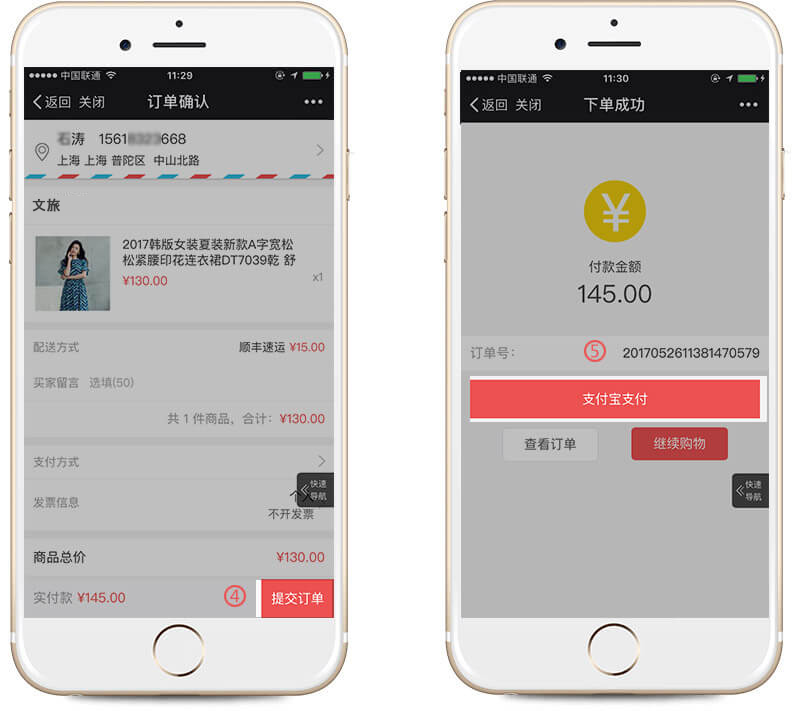 中国联通
11:29
返回 关闭
订单确认
涛 1561 668
上海 上海 普陀区 中山北路
文旅
2017韩版女装夏装新款A字宽松
松紧腰印花连衣裙DT7039乾 舒
¥130.00
x1
配送方式
顺丰速运 ¥15.00
买家留言 选填(50)
共 1 件商品，合计：¥130.00
支付方式
快速
导航
发票信息
个人
不开发票
商品总价
¥130.00
实付款 ¥145.00
④
提交订单
中国联通
11:30
返回 关闭
下单成功
¥
付款金额
145.00
订单号：
⑤
2017052611381470579
支付宝支付
查看订单
继续购物
快速
导航